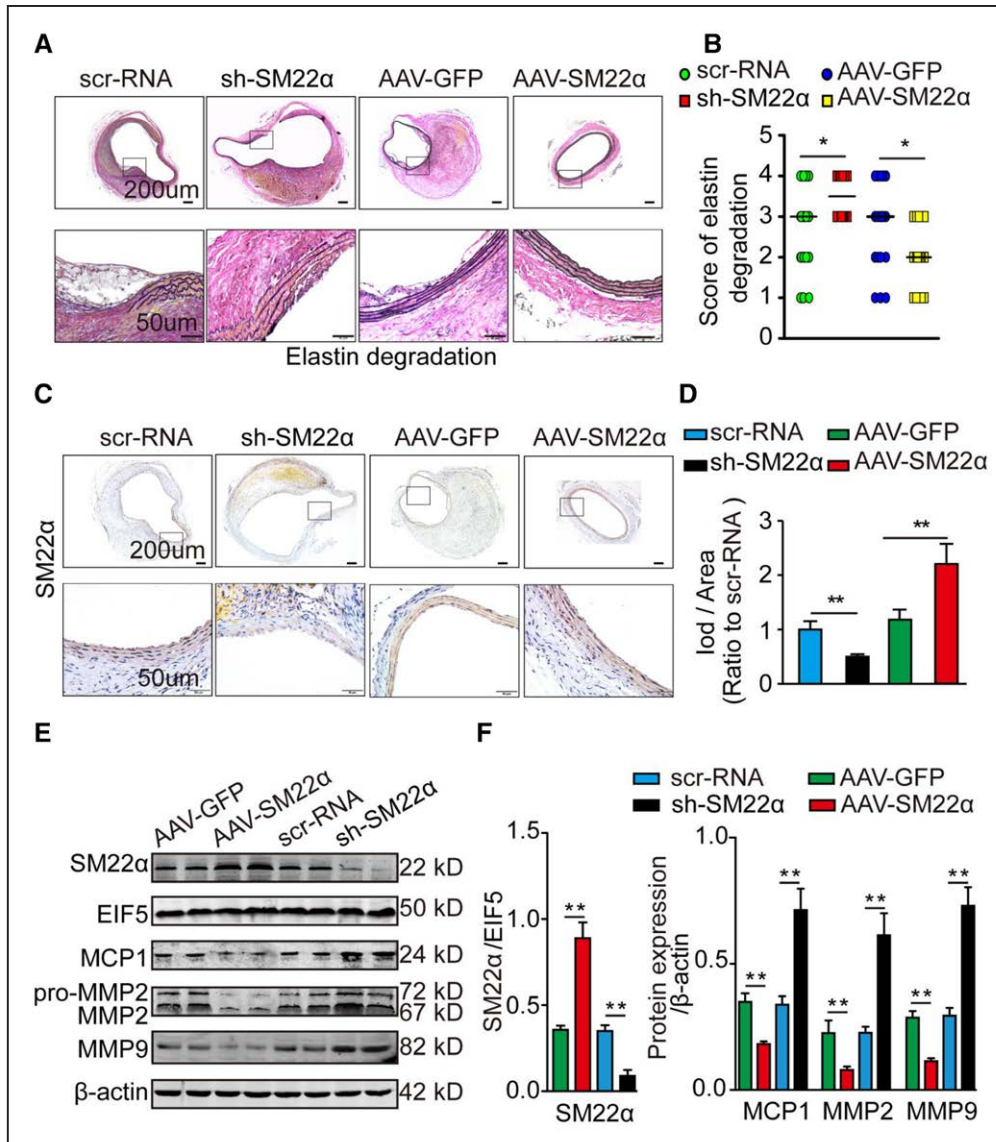 A
scr-RNA sh-SM22α AAV-GFP AAV-SM22α
200um
50um
Elastin degradation
B
scr-RNA AAV-GFP
sh-SM22α AAV-SM22α
Score of elastin
degradation
5
4
3
2
1
0
* *
C
scr-RNA sh-SM22α AAV-GFP AAV-SM22α
SM22α
200um
50um
D
scr-RNA AAV-GFP
sh-SM22α AAV-SM22α
Iod / Area
(Ratio to scr-RNA)
3
2
1
0
** **
E
AAV-GFP AAV-SM22α scr-RNA sh-SM22α
SM22α 22 kD
EIF5 50 kD
MCP1 24 kD
pro-MMP2 72 kD
MMP2 67 kD
MMP9 82 kD
β-actin 42 kD
F
scr-RNA AAV-GFP
sh-SM22α AAV-SM22α
SM22α/EIF5
1.5
1.0
0.5
0.0
** **
SM22α
Protein expression
/β-actin
1.0
0.5
0.0
** ** ** ** ** **
MCP1 MMP2 MMP9